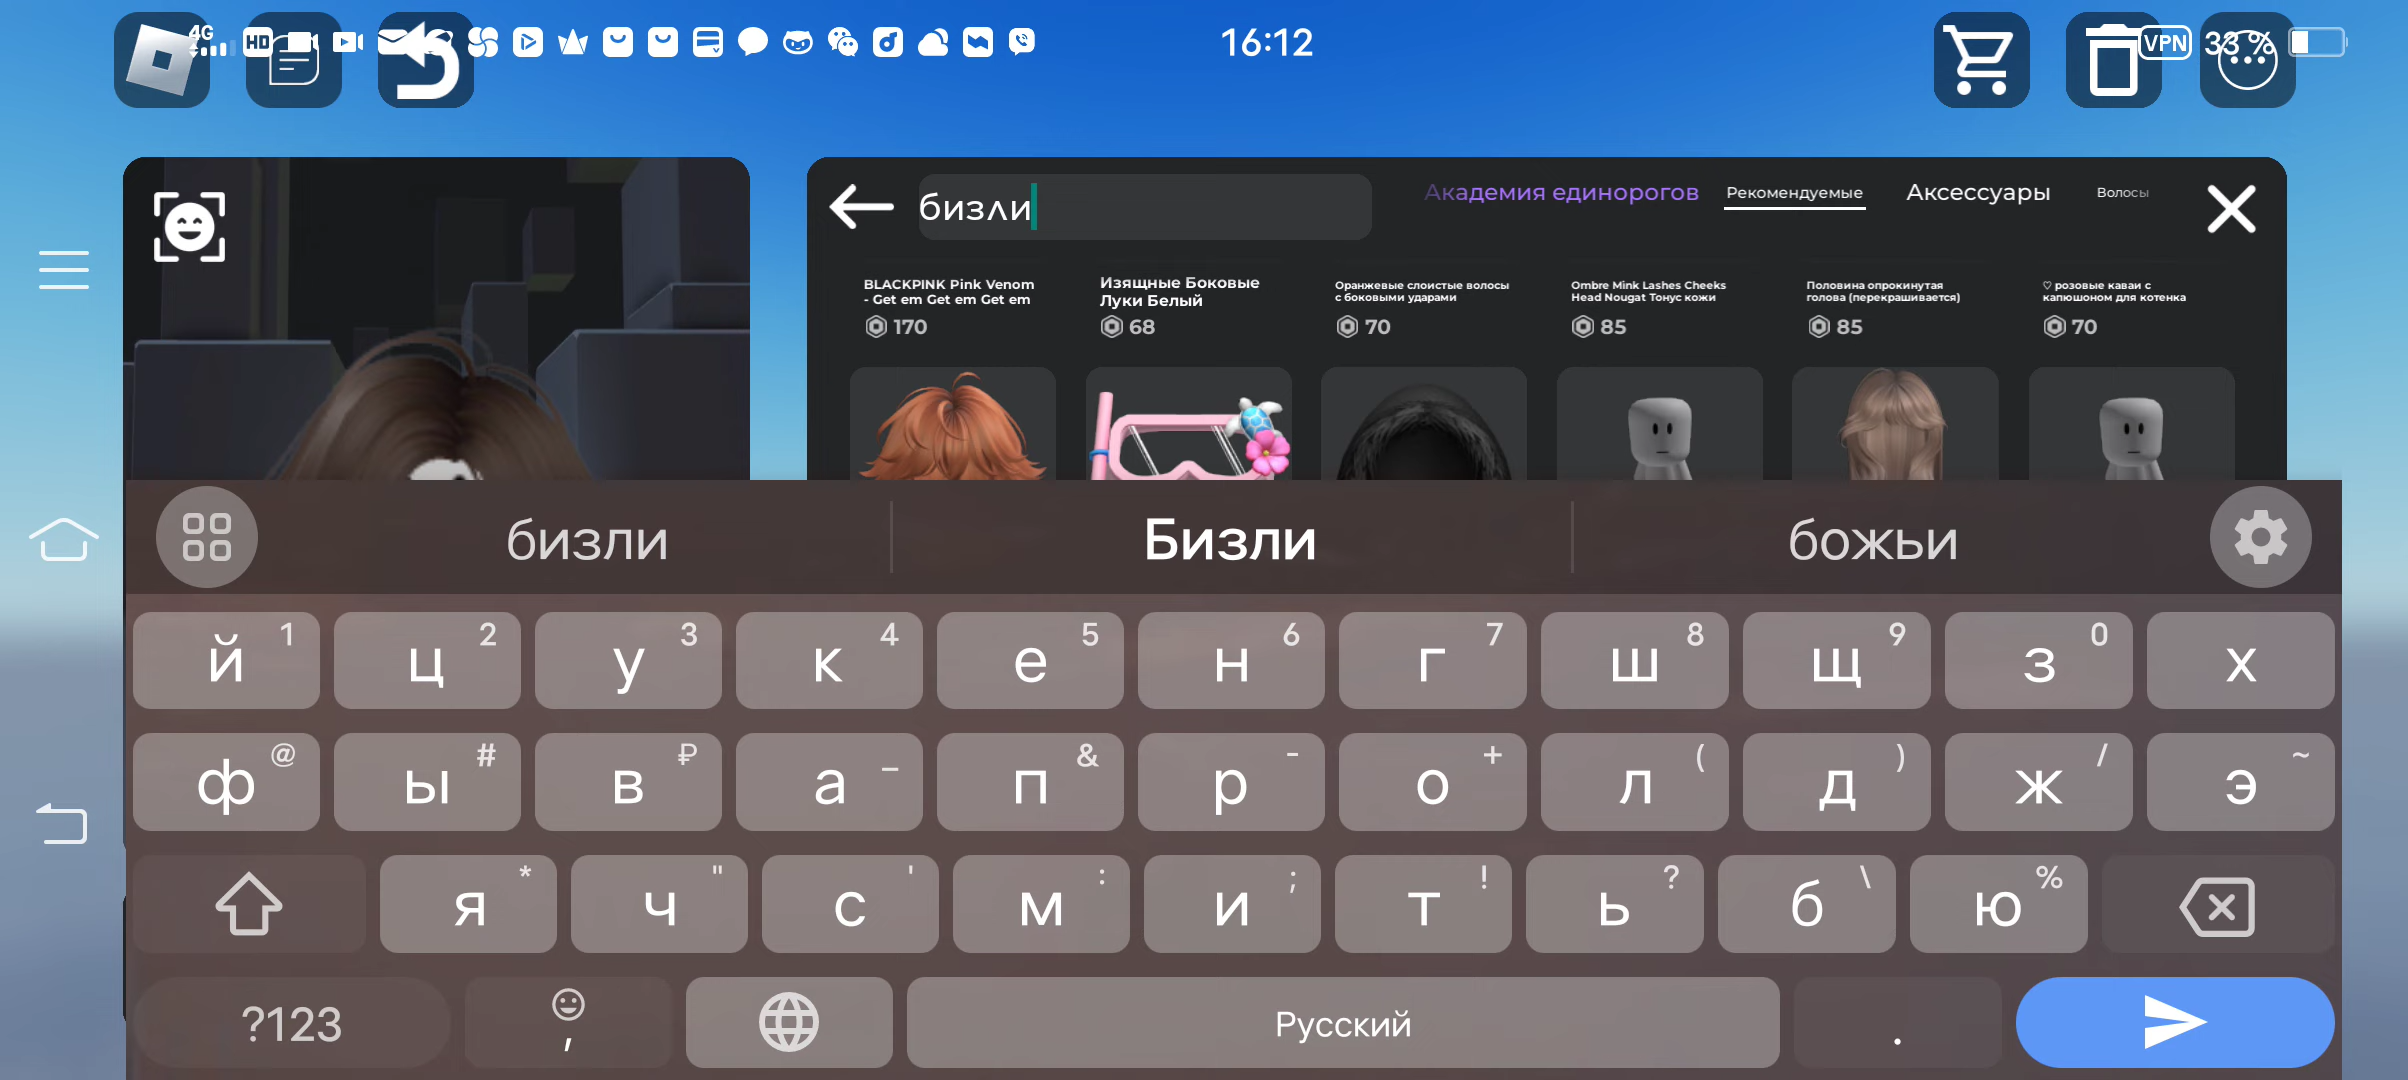 4G HD 16:12 VPN 33 %
бизли
Академия единорогов Рекомендуемые Аксессуары Волосы
BLACKPINK Pink Venom
- Get em Get em Get em
170
Изящные Боковые
Луки Белый
68
Оранжевые слоистые волосы
с боковыми ударами
70
Ombre Mink Lashes Cheeks
Head Nougat Тонус кожи
85
Половина опрокинутая
голова (перекрашивается)
85
♡ розовые каваи с
капюшоном для котенка
70
бизли Бизли божьи
й 1 ц 2 у 3 к 4 е 5 н 6 г 7 ш 8 щ 9 з 0 х
ф @ ы # в ₽ а _ п & р - о + л ( д ) ж / э ~
я * ч " с ' м : и ; т ! ь ? б \ ю %
?123 , Русский .